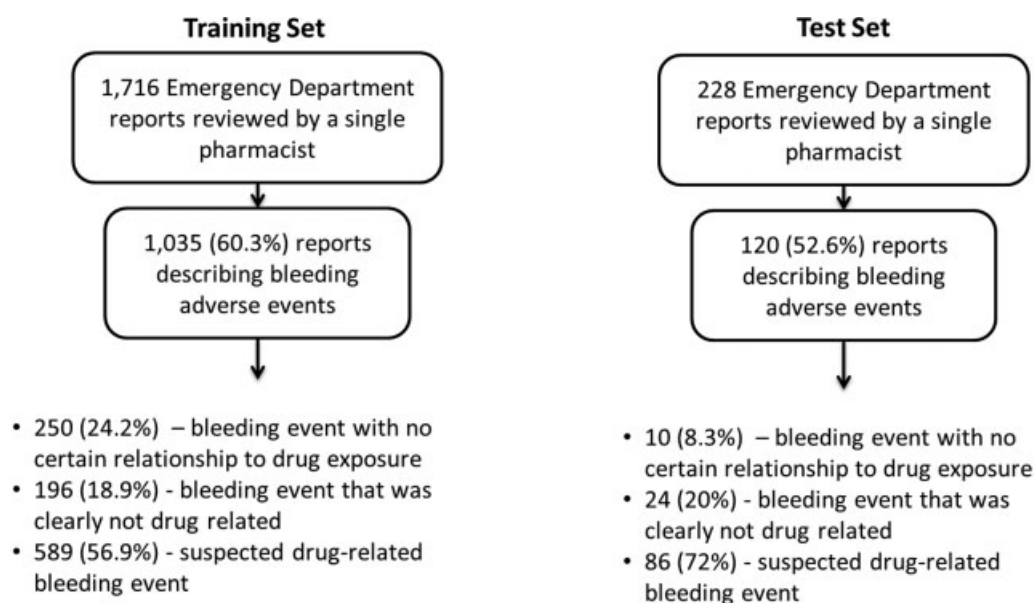 Training Set
1,716 Emergency Department
reports reviewed by a single
pharmacist
1,035 (60.3%) reports
describing bleeding
adverse events
• 250 (24.2%) – bleeding event with no
certain relationship to drug exposure
• 196 (18.9%) - bleeding event that was
clearly not drug related
• 589 (56.9%) - suspected drug-related
bleeding event
Test Set
228 Emergency Department
reports reviewed by a single
pharmacist
120 (52.6%) reports
describing bleeding
adverse events
• 10 (8.3%) – bleeding event with no
certain relationship to drug exposure
• 24 (20%) - bleeding event that was
clearly not drug related
• 86 (72%) - suspected drug-related
bleeding event